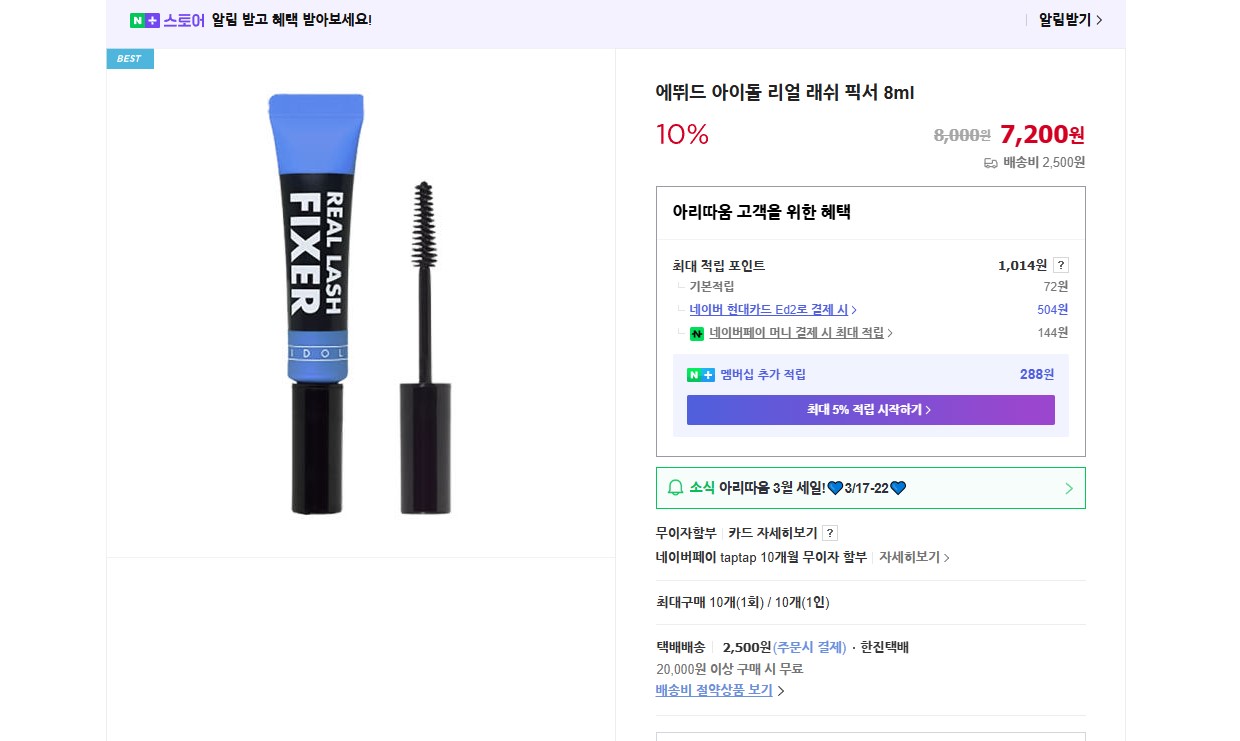 N+ 스토어 알림 받고 혜택 받아보세요!
알림받기
BEST
REAL LASH
FIXER
IDOL
에뛰드 아이돌 리얼 래쉬 픽서 8ml
10%
8,000원 7,200원
배송비 2,500원
아리따움 고객을 위한 혜택
최대 적립 포인트 1,014원 ?
기본적립 72원
네이버 현대카드 Ed2로 결제 시 504원
네이버페이 머니 결제 시 최대 적립 144원
N+ 멤버십 추가 적립 288원
최대 5% 적립 시작하기
소식 아리따움 3월 세일!💙3/17-22💙
무이자할부 카드 자세히보기 ?
네이버페이 taptap 10개월 무이자 할부 자세히보기
최대구매 10개(1회) / 10개(1인)
택배배송 2,500원(주문시 결제) · 한진택배
20,000원 이상 구매 시 무료
배송비 절약상품 보기